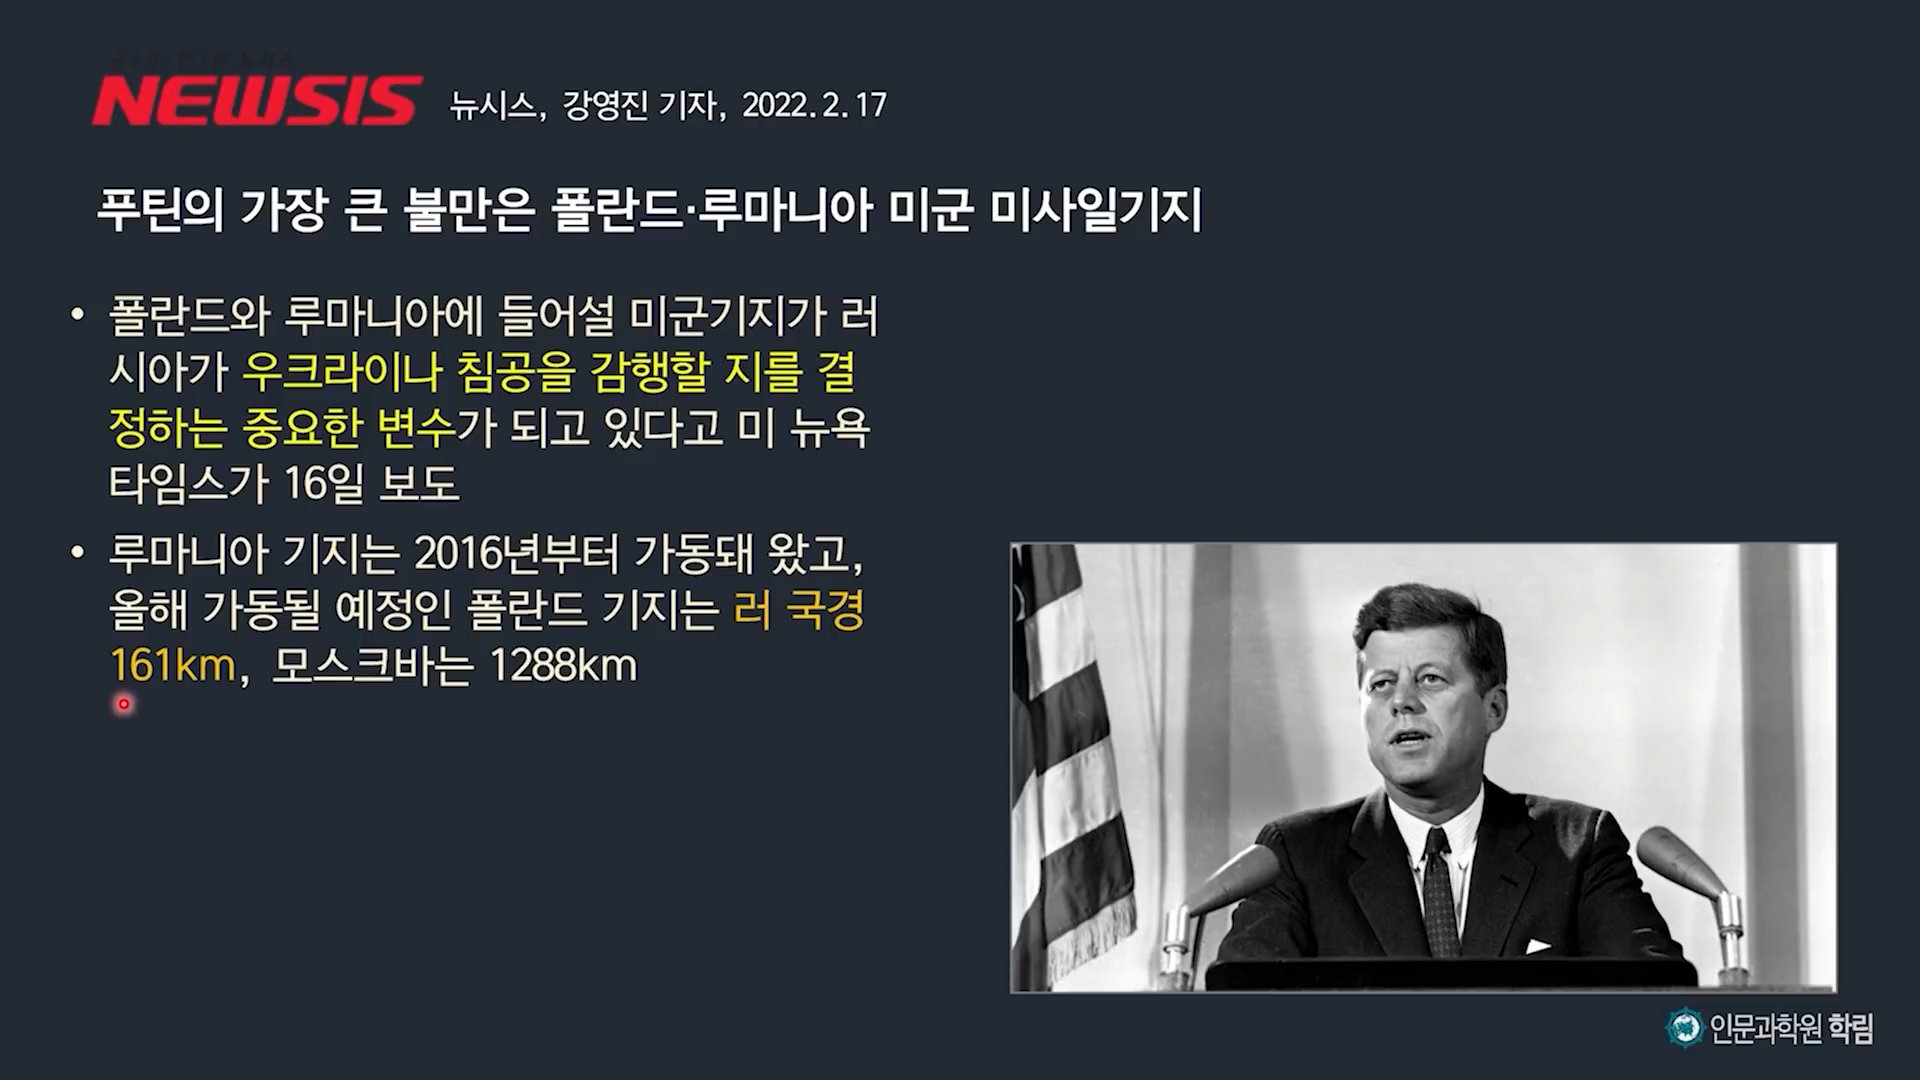 NEWSIS
뉴시스, 강영진 기자, 2022.2.17
푸틴의 가장 큰 불만은 폴란드·루마니아 미군 미사일기지
• 폴란드와 루마니아에 들어설 미군기지가 러
시아가 우크라이나 침공을 감행할 지를 결
정하는 중요한 변수가 되고 있다고 미 뉴욕
타임스가 16일 보도
• 루마니아 기지는 2016년부터 가동돼 왔고,
올해 가동될 예정인 폴란드 기지는 러 국경
161km, 모스크바는 1288km
인문과학원 학림